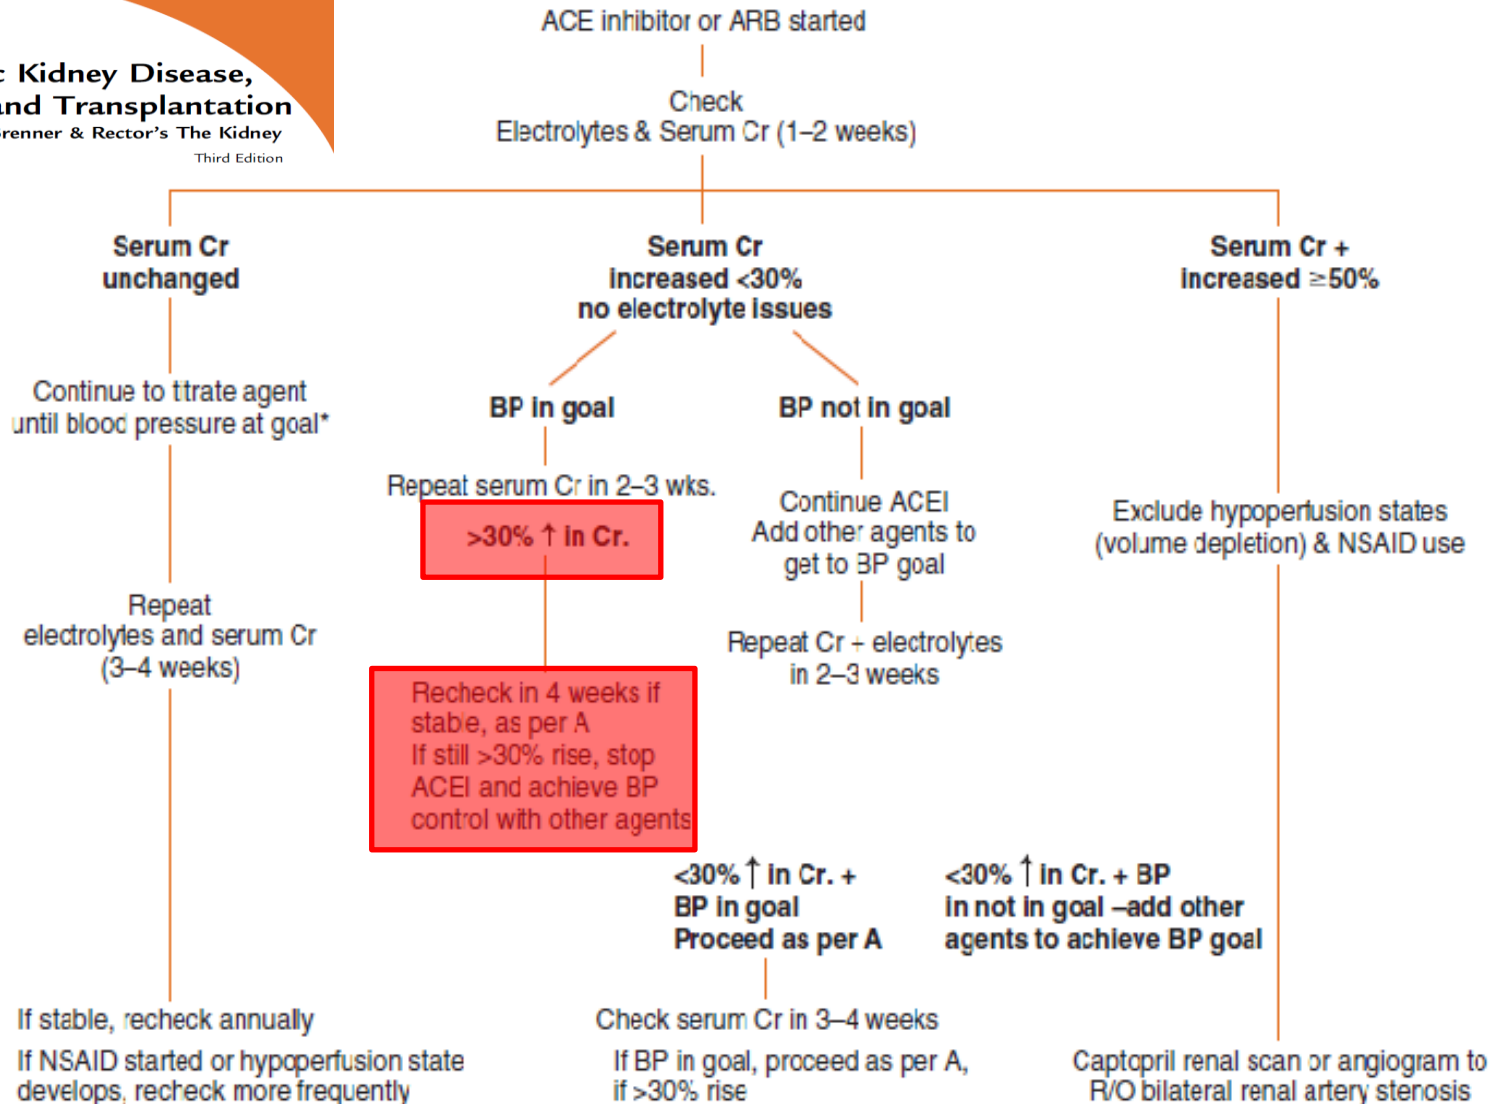 Kidney Disease,
and Transplantation
Brenner & Rector's The Kidney
Third Edition
ACE inhibitor or ARB started
Check
Electrolytes & Serum Cr (1–2 weeks)
Serum Cr
unchanged
Continue to titrate agent
until blood pressure at goal*
Repeat
electrolytes and serum Cr
(3–4 weeks)
If stable, recheck annually
If NSAID started or hypoperfusion state
develops, recheck more frequently
Serum Cr
increased <30%
no electrolyte issues
BP in goal
Repeat serum Cr in 2–3 wks.
>30% ↑ in Cr.
Recheck in 4 weeks if
stable, as per A
If still >30% rise, stop
ACEI and achieve BP
control with other agents
BP not in goal
Continue ACEI
Add other agents to
get to BP goal
Repeat Cr + electrolytes
in 2–3 weeks
<30% ↑ in Cr. +
BP in goal
Proceed as per A
<30% ↑ in Cr. + BP
in not in goal –add other
agents to achieve BP goal
Check serum Cr in 3–4 weeks
If BP in goal, proceed as per A,
if >30% rise
Serum Cr +
increased ≥50%
Exclude hypoperfusion states
(volume depletion) & NSAID use
Captopril renal scan or angiogram to
R/O bilateral renal artery stenosis